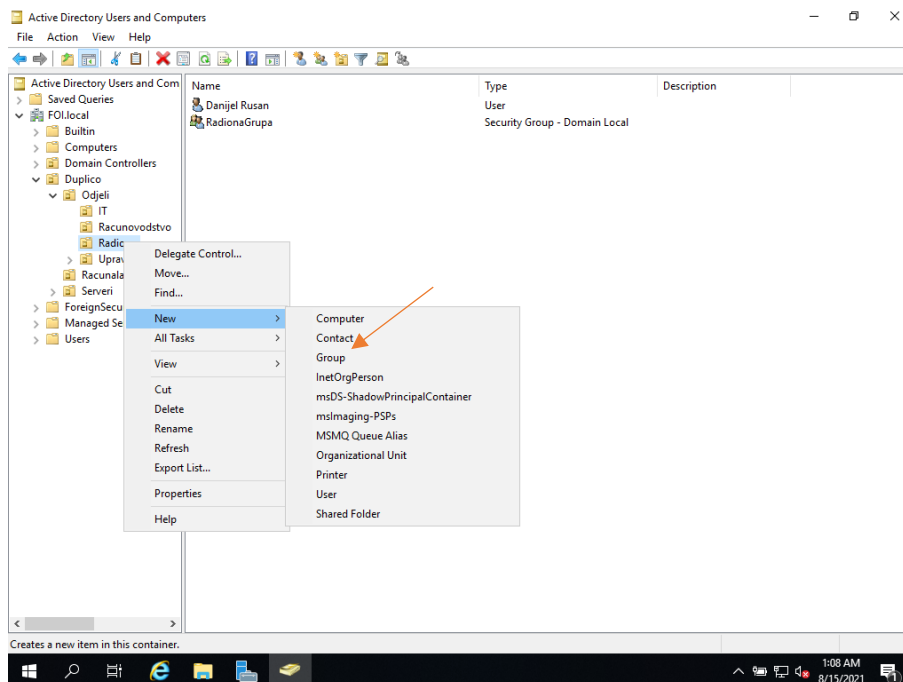 Active Directory Users and Computers
File Action View Help
Active Directory Users and Com
Saved Queries
FOI.local
Builtin
Computers
Domain Controllers
Duplico
Odjeli
IT
Racunovodstvo
Radic
Uprav
Racunala
Serveri
ForeignSecu
Managed Se
Users
Name Type Description
Danijel Rusan User
RadionaGrupa Security Group - Domain Local
Delegate Control...
Move...
Find...
New
All Tasks
View
Cut
Delete
Rename
Refresh
Export List...
Properties
Help
Computer
Contact
Group
InetOrgPerson
msDS-ShadowPrincipalContainer
msImaging-PSPs
MSMQ Queue Alias
Organizational Unit
Printer
User
Shared Folder
Creates a new item in this container.
1:08 AM
8/15/2021
1